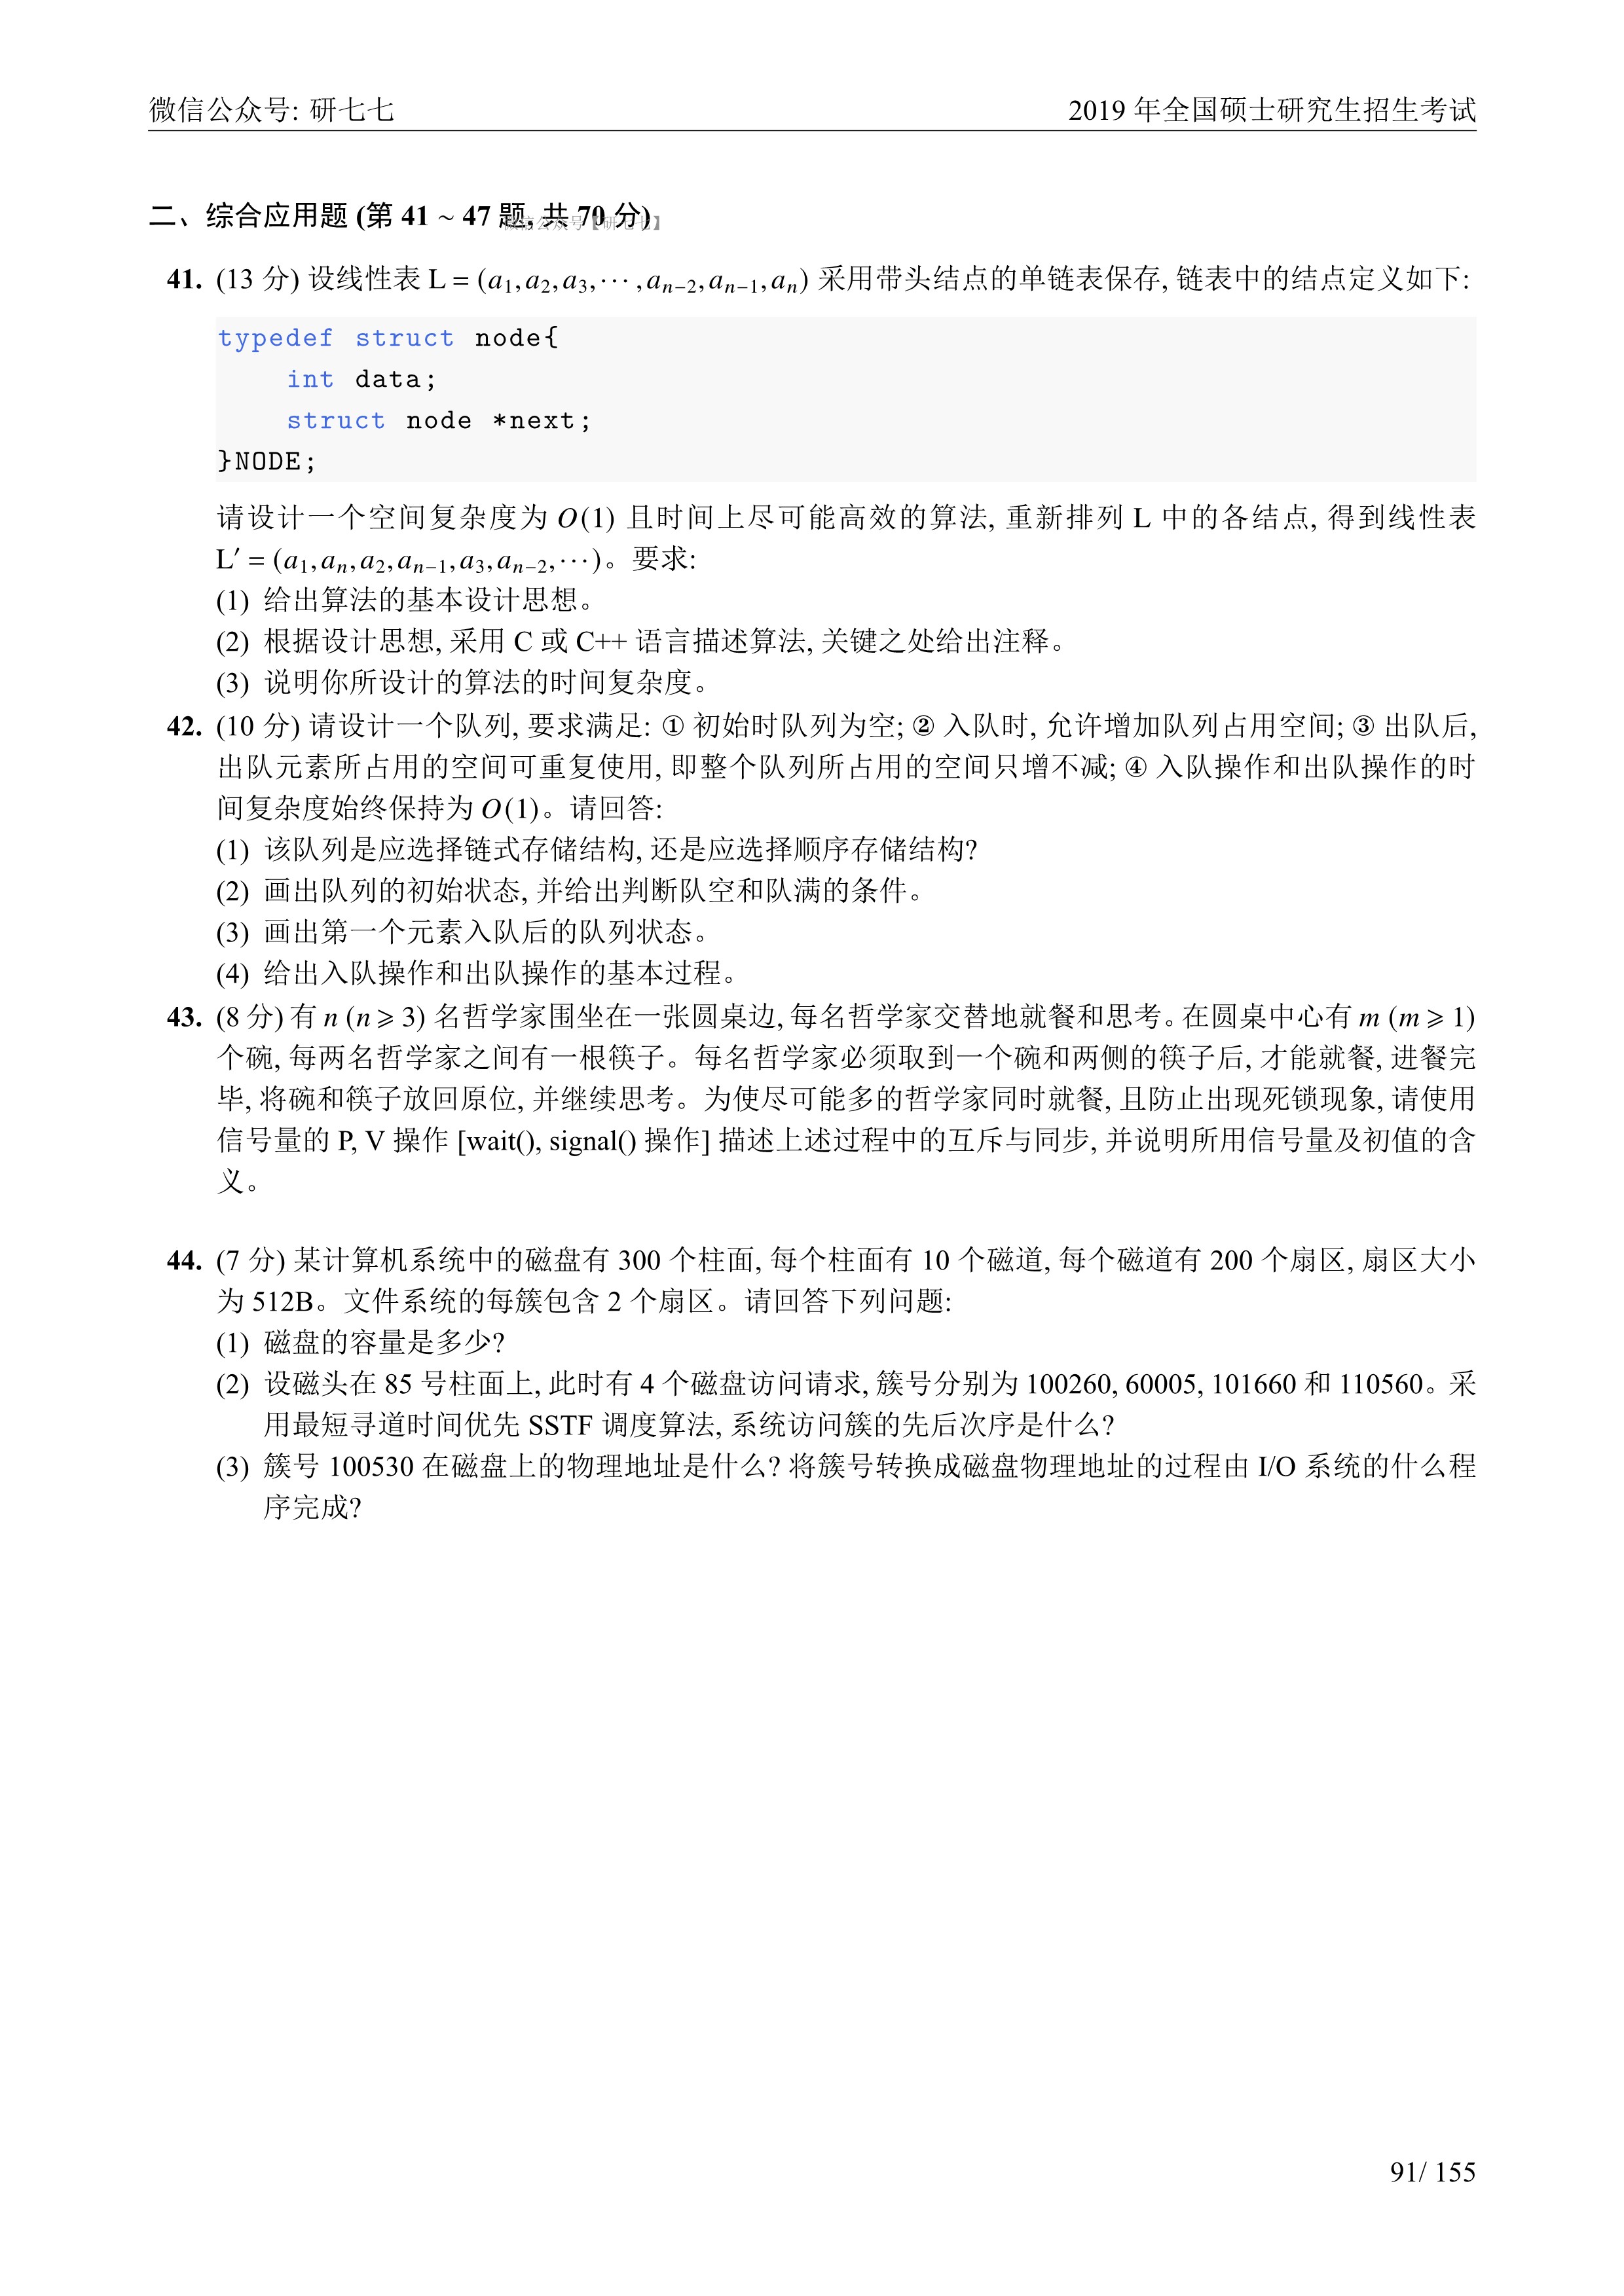 微信公众号: 研七七
2019 年全国硕士研究生招生考试
二、综合应用题 (第 41 ~ 47 题, 共 70 分)
微信公众号【研七七】
41. (13 分) 设线性表 L = (a₁,a₂,a₃,⋯,aₙ₋₂,aₙ₋₁,aₙ) 采用带头结点的单链表保存, 链表中的结点定义如下:
typedef struct node{
    int data;
    struct node *next;
}NODE;
请设计一个空间复杂度为 O(1) 且时间上尽可能高效的算法, 重新排列 L 中的各结点, 得到线性表
L′ = (a₁,aₙ,a₂,aₙ₋₁,a₃,aₙ₋₂,⋯)。要求:
(1) 给出算法的基本设计思想。
(2) 根据设计思想, 采用 C 或 C++ 语言描述算法, 关键之处给出注释。
(3) 说明你所设计的算法的时间复杂度。
42. (10 分) 请设计一个队列, 要求满足: ① 初始时队列为空; ② 入队时, 允许增加队列占用空间; ③ 出队后,
出队元素所占用的空间可重复使用, 即整个队列所占用的空间只增不减; ④ 入队操作和出队操作的时
间复杂度始终保持为 O(1)。请回答:
(1) 该队列是应选择链式存储结构, 还是应选择顺序存储结构?
(2) 画出队列的初始状态, 并给出判断队空和队满的条件。
(3) 画出第一个元素入队后的队列状态。
(4) 给出入队操作和出队操作的基本过程。
43. (8 分) 有 n (n ⩾ 3) 名哲学家围坐在一张圆桌边, 每名哲学家交替地就餐和思考。在圆桌中心有 m (m ⩾ 1)
个碗, 每两名哲学家之间有一根筷子。每名哲学家必须取到一个碗和两侧的筷子后, 才能就餐, 进餐完
毕, 将碗和筷子放回原位, 并继续思考。为使尽可能多的哲学家同时就餐, 且防止出现死锁现象, 请使用
信号量的 P, V 操作 [wait(), signal() 操作] 描述上述过程中的互斥与同步, 并说明所用信号量及初值的含
义。
44. (7 分) 某计算机系统中的磁盘有 300 个柱面, 每个柱面有 10 个磁道, 每个磁道有 200 个扇区, 扇区大小
为 512B。文件系统的每簇包含 2 个扇区。请回答下列问题:
(1) 磁盘的容量是多少?
(2) 设磁头在 85 号柱面上, 此时有 4 个磁盘访问请求, 簇号分别为 100260, 60005, 101660 和 110560。采
用最短寻道时间优先 SSTF 调度算法, 系统访问簇的先后次序是什么?
(3) 簇号 100530 在磁盘上的物理地址是什么? 将簇号转换成磁盘物理地址的过程由 I/O 系统的什么程
序完成?
91/ 155